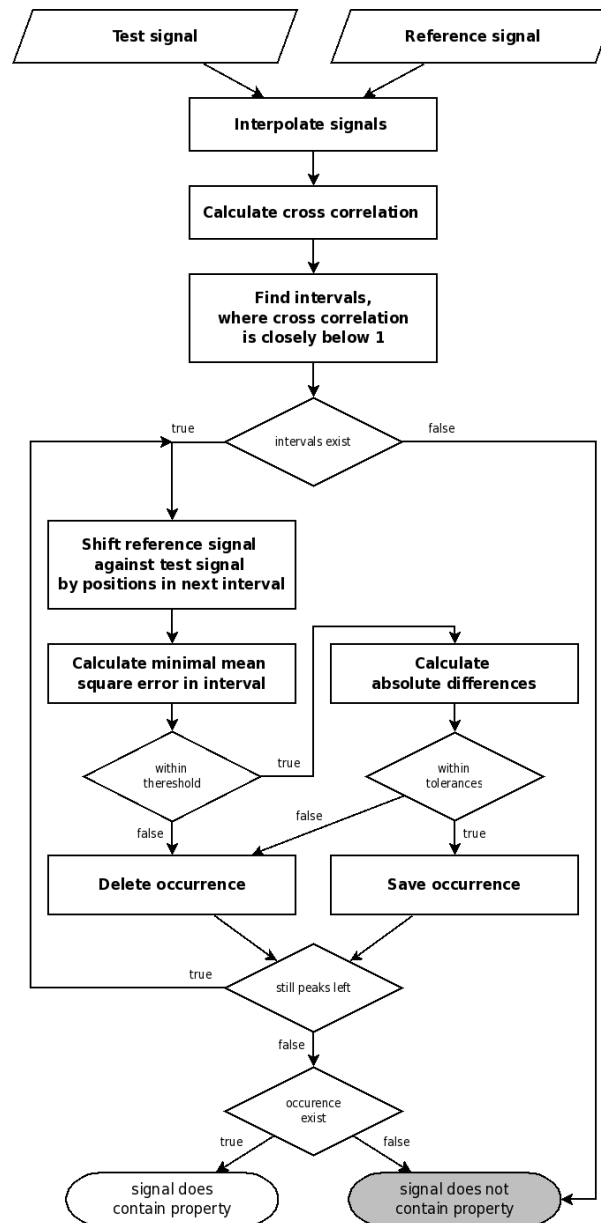 Test signal
Reference signal
Interpolate signals
Calculate cross correlation
Find intervals,
where cross correlation
is closely below 1
true
false
intervals exist
Shift reference signal
against test signal
by positions in next interval
Calculate minimal mean
square error in interval
Calculate
absolute differences
within
thereshold
true
within
tolerances
false
false
true
Delete occurrence
Save occurrence
true
still peaks left
false
occurence
exist
true
false
signal does
contain property
signal does not
contain property